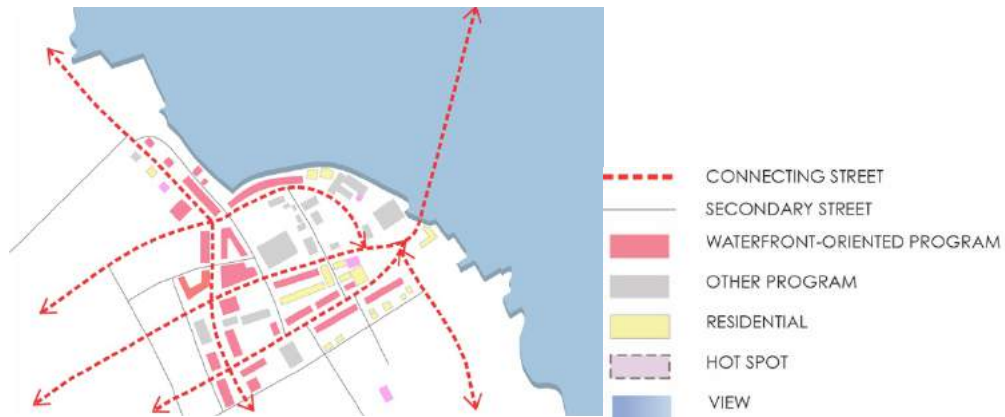 CONNECTING STREET
SECONDARY STREET
WATERFRONT-ORIENTED PROGRAM
OTHER PROGRAM
RESIDENTIAL
HOT SPOT
VIEW